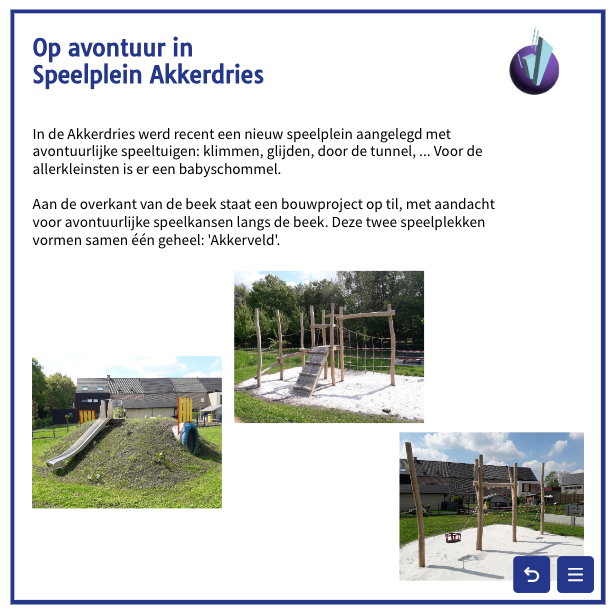 Op avontuur in
Speelplein Akkerdries
In de Akkerdries werd recent een nieuw speelplein aangelegd met
avontuurlijke speeltuigen: klimmen, glijden, door de tunnel, ... Voor de
allerkleinsten is er een babyschommel.
Aan de overkant van de beek staat een bouwproject op til, met aandacht
voor avontuurlijke speelkansen langs de beek. Deze twee speelplekken
vormen samen één geheel: 'Akkerveld'.